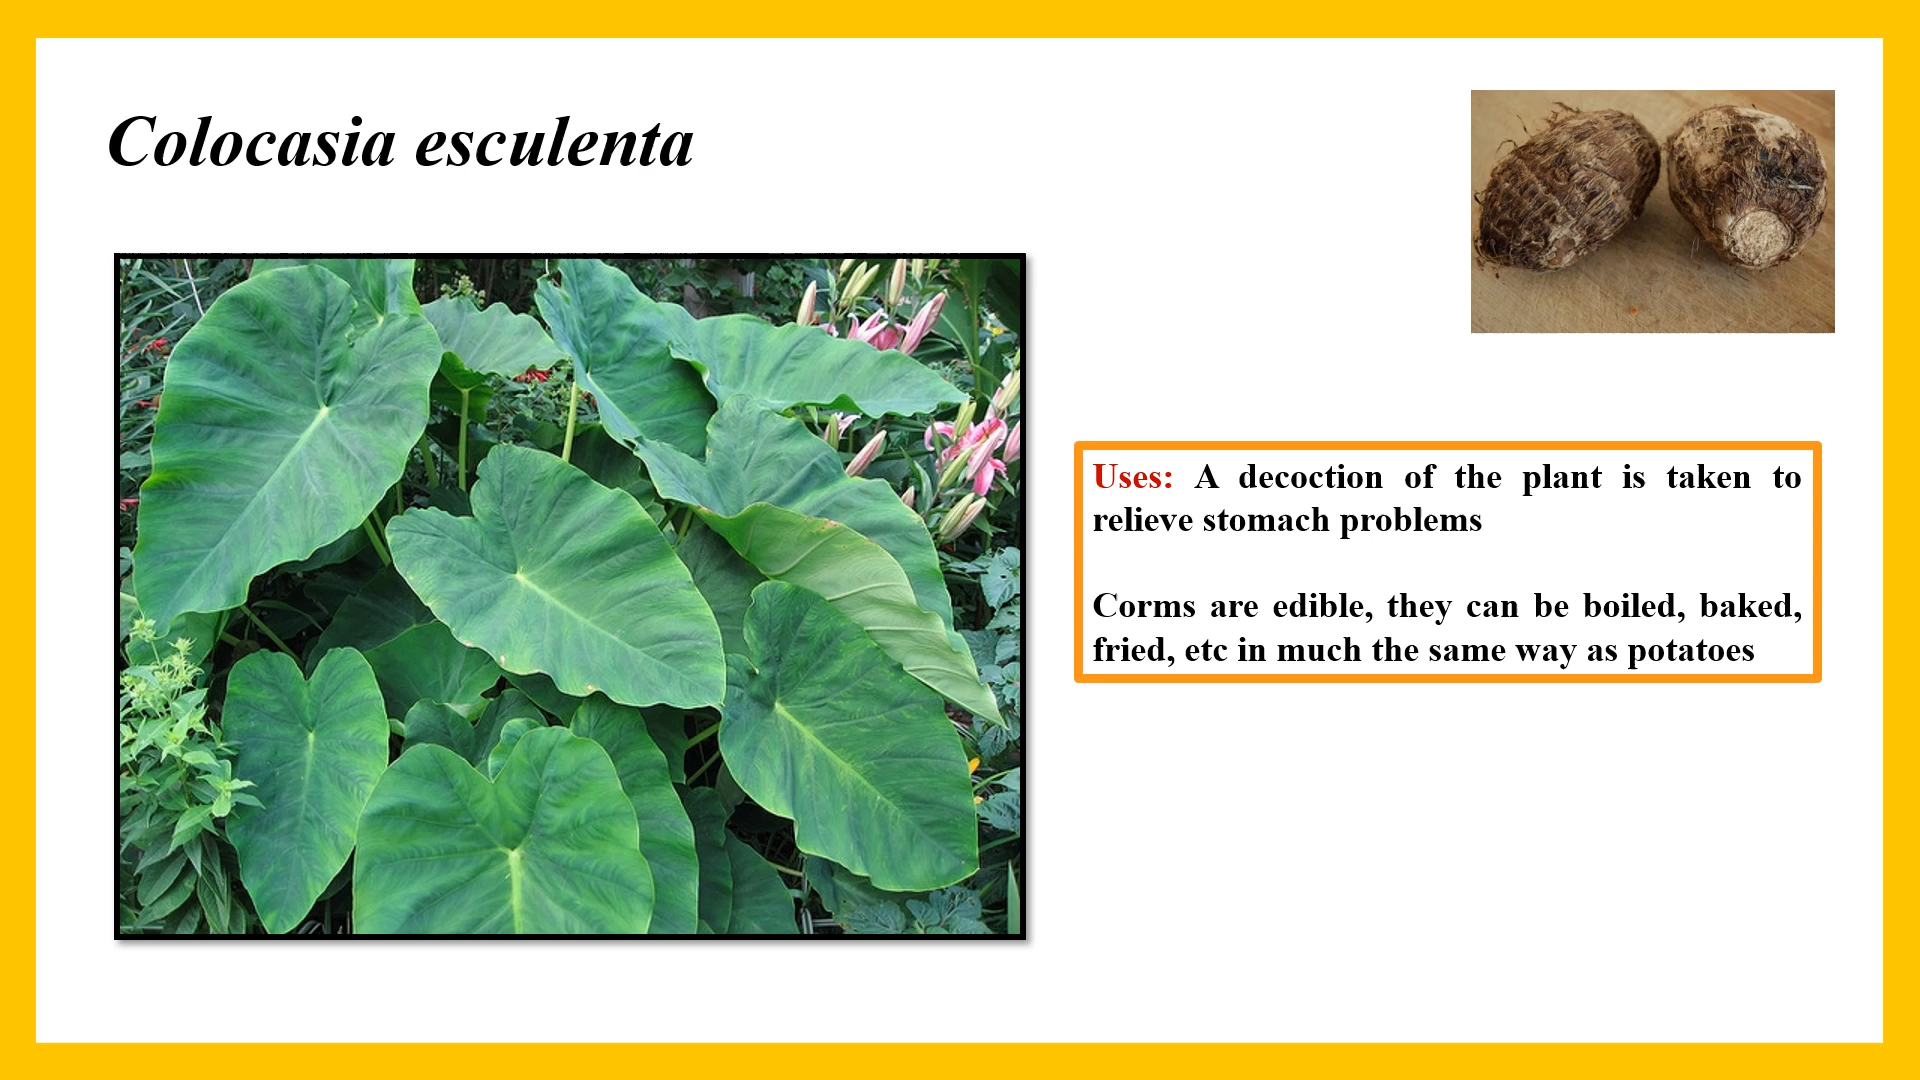 Colocasia esculenta
Uses: A decoction of the plant is taken to
relieve stomach problems
Corms are edible, they can be boiled, baked,
fried, etc in much the same way as potatoes